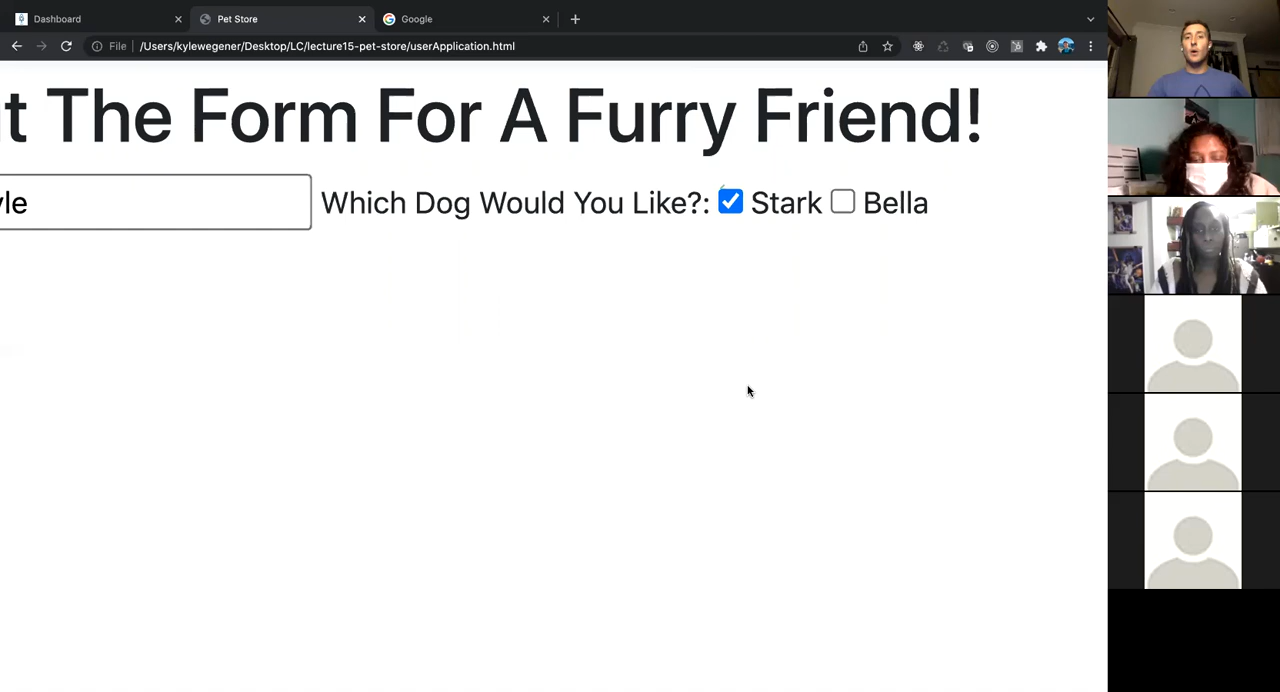 Dashboard Pet Store Google
File /Users/kylewegener/Desktop/LC/lecture15-pet-store/userApplication.html
t The Form For A Furry Friend!
yle Which Dog Would You Like?: Stark Bella